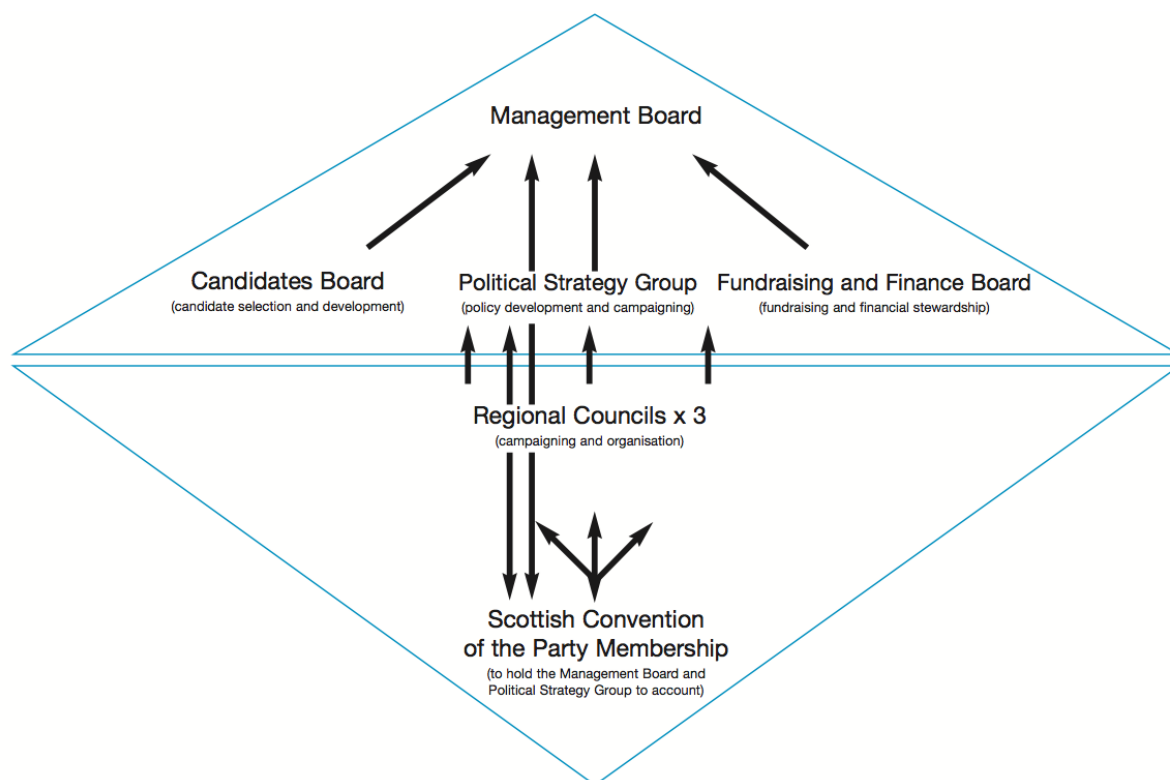 Management Board
Candidates Board
(candidate selection and development)
Political Strategy Group
(policy development and campaigning)
Fundraising and Finance Board
(fundraising and financial stewardship)
Regional Councils x 3
(campaigning and organisation)
Scottish Convention
of the Party Membership
(to hold the Management Board and
Political Strategy Group to account)